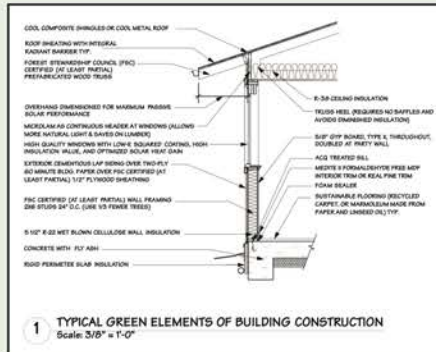 COOL COMPOSITE SHINGLES OR COOL METAL ROOF
ROOF SHEATING WITH INTEGRAL
RADIANT BARRIER TYP.
FOREST STEWARDSHIP COUNCIL (FSC)
CERTIFIED (AT LEAST PARTIAL)
PREFABRICATED WOOD TRUSS
OVERHANG DIMENSIONED FOR MAXIMUM PASSIVE
SOLAR PERFORMANCE
MICROLAM AS CONTINUOUS HEADER AT WINDOWS (ALLOWS
MORE NATURAL LIGHT & SAVES ON LUMBER)
HIGH QUALITY WINDOWS WITH LOW-E SQUARED COATING, HIGH
INSULATION VALUE, AND OPTIMIZED SOLAR HEAT GAIN
EXTERIOR CEMENTIOUS LAP SIDING OVER TWO-PLY
60 MINUTE BLDG. PAPER OVER FSC CERTIFIED (AT
LEAST PARTIAL) 1/2" PLYWOOD SHEATHING
FSC CERTIFIED (AT LEAST PARTIAL) WALL FRAMING
2X6 STUDS 24" O.C. (USE 1/3 FEWER TREES)
5 1/2" R-22 WET BLOWN CELLULOSE WALL INSULATION
CONCRETE WITH FLY ASH
RIGID PERIMETER SLAB INSULATION
R-38 CEILING INSULATION
TRUSS HEEL (REQUIRES NO BAFFLES AND
AVOIDS DIMINISHED INSULATION)
5/8" GYP BOARD, TYPE X, THROUGHOUT,
DOUBLED AT PARTY WALL
ACQ TREATED SILL
MEDITE II FORMALDEHYDE FREE MDF
INTERIOR TRIM OR REAL PINE TRIM
FOAM SEALER
SUSTAINABLE FLOORING (RECYCLED
CARPET, OR MARMOLEUM MADE FROM
PAPER AND LINSEED OIL) TYP.
1 TYPICAL GREEN ELEMENTS OF BUILDING CONSTRUCTION
Scale: 3/8" = 1'-0"